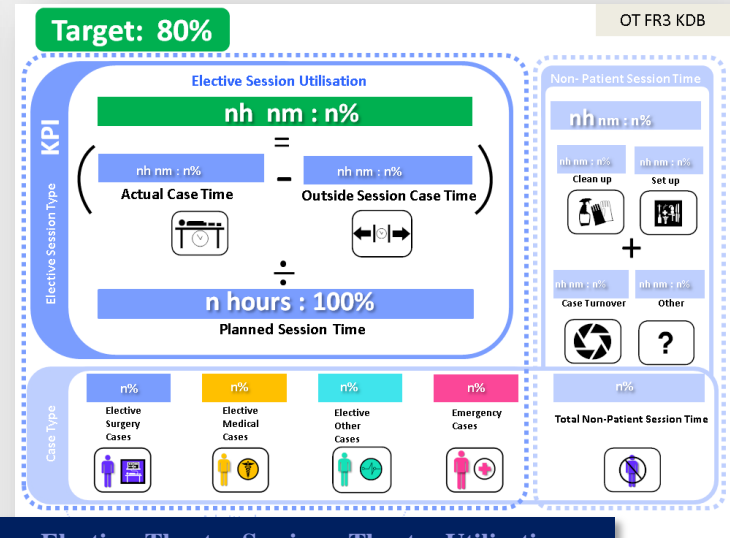 Target: 80%
OT FR3 KDB
Elective Session Utilisation
nh nm : n%
=
( nh nm : n% - nh nm : n% )
Actual Case Time
Outside Session Case Time
÷
n hours : 100%
Planned Session Time
KPI
Elective Session Type
Non- Patient Session Time
nh nm : n%
nh nm : n%
nh nm : n%
Clean up
Set up
+
nh nm : n%
nh nm : n%
Case Turnover
Other
?
Case Type
n%
Elective
Surgery
Cases
n%
Elective
Medical
Cases
n%
Elective
Other
Cases
n%
Emergency
Cases
n%
Total Non-Patient Session Time